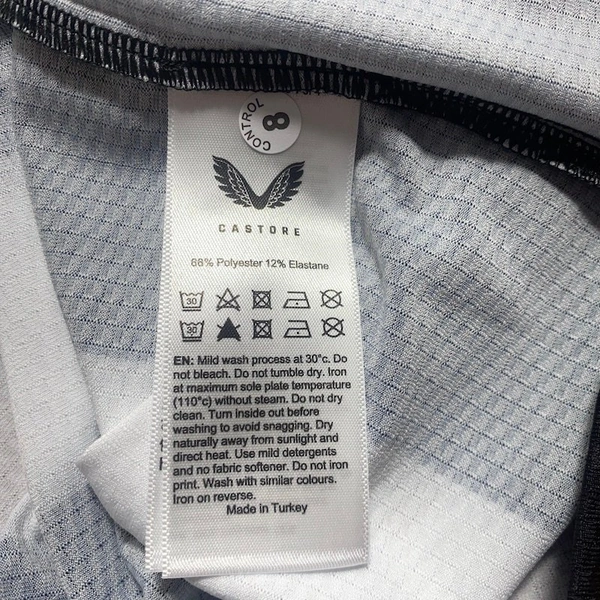 CONTROL
8
CASTORE
88% Polyester 12% Elastane
30
30
EN: Mild wash process at 30°c. Do
not bleach. Do not tumble dry. Iron
at maximum sole plate temperature
(110°c) without steam. Do not dry
clean. Turn inside out before
washing to avoid snagging. Dry
naturally away from sunlight and
direct heat. Use mild detergents
and no fabric softener. Do not iron
print. Wash with similar colours.
Iron on reverse.
Made in Turkey